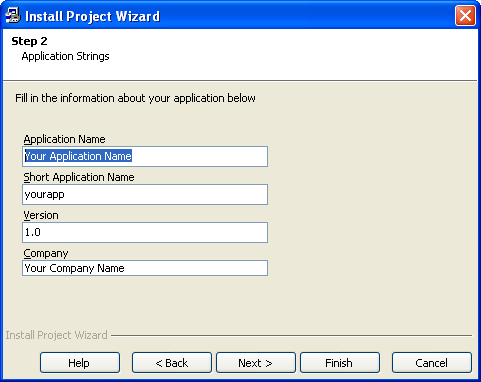 Install Project Wizard
Step 2
Application Strings
Fill in the information about your application below
Application Name
Your Application Name
Short Application Name
yourapp
Version
1.0
Company
Your Company Name
Install Project Wizard
Help < Back Next > Finish Cancel